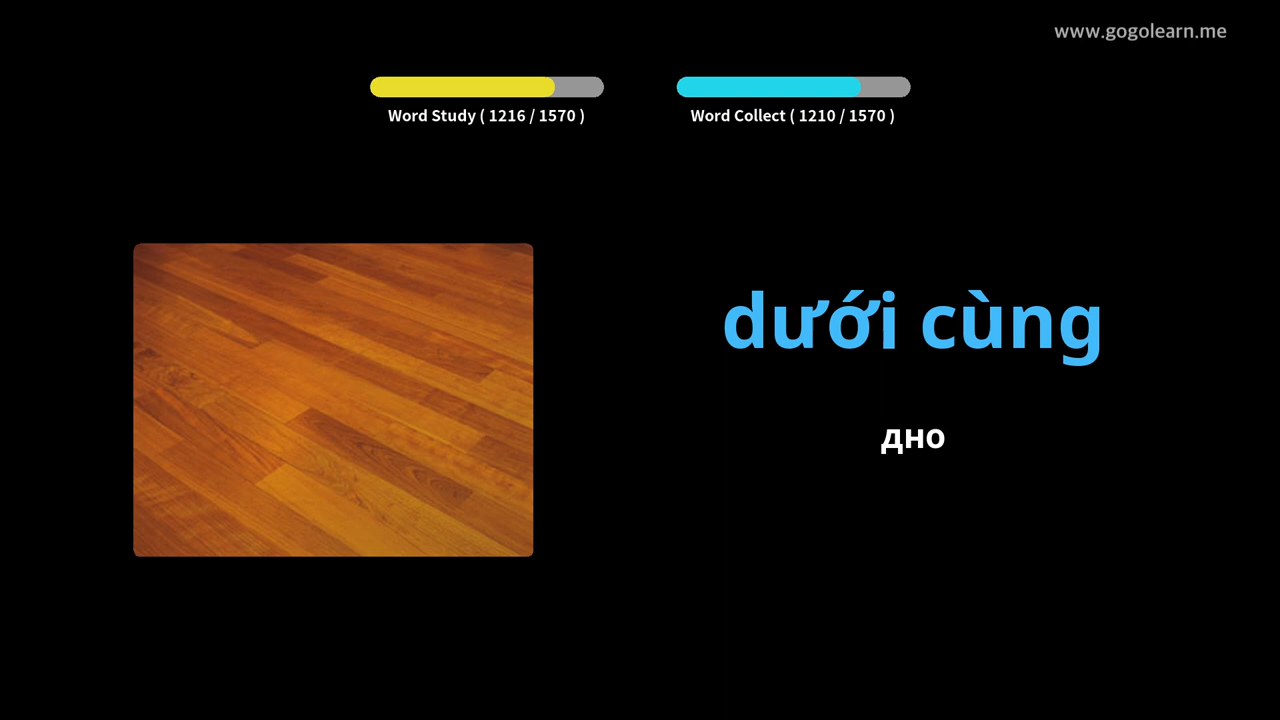 www.gogolearn.me
Word Study ( 1216 / 1570 )
Word Collect ( 1210 / 1570 )
dưới cùng
дно